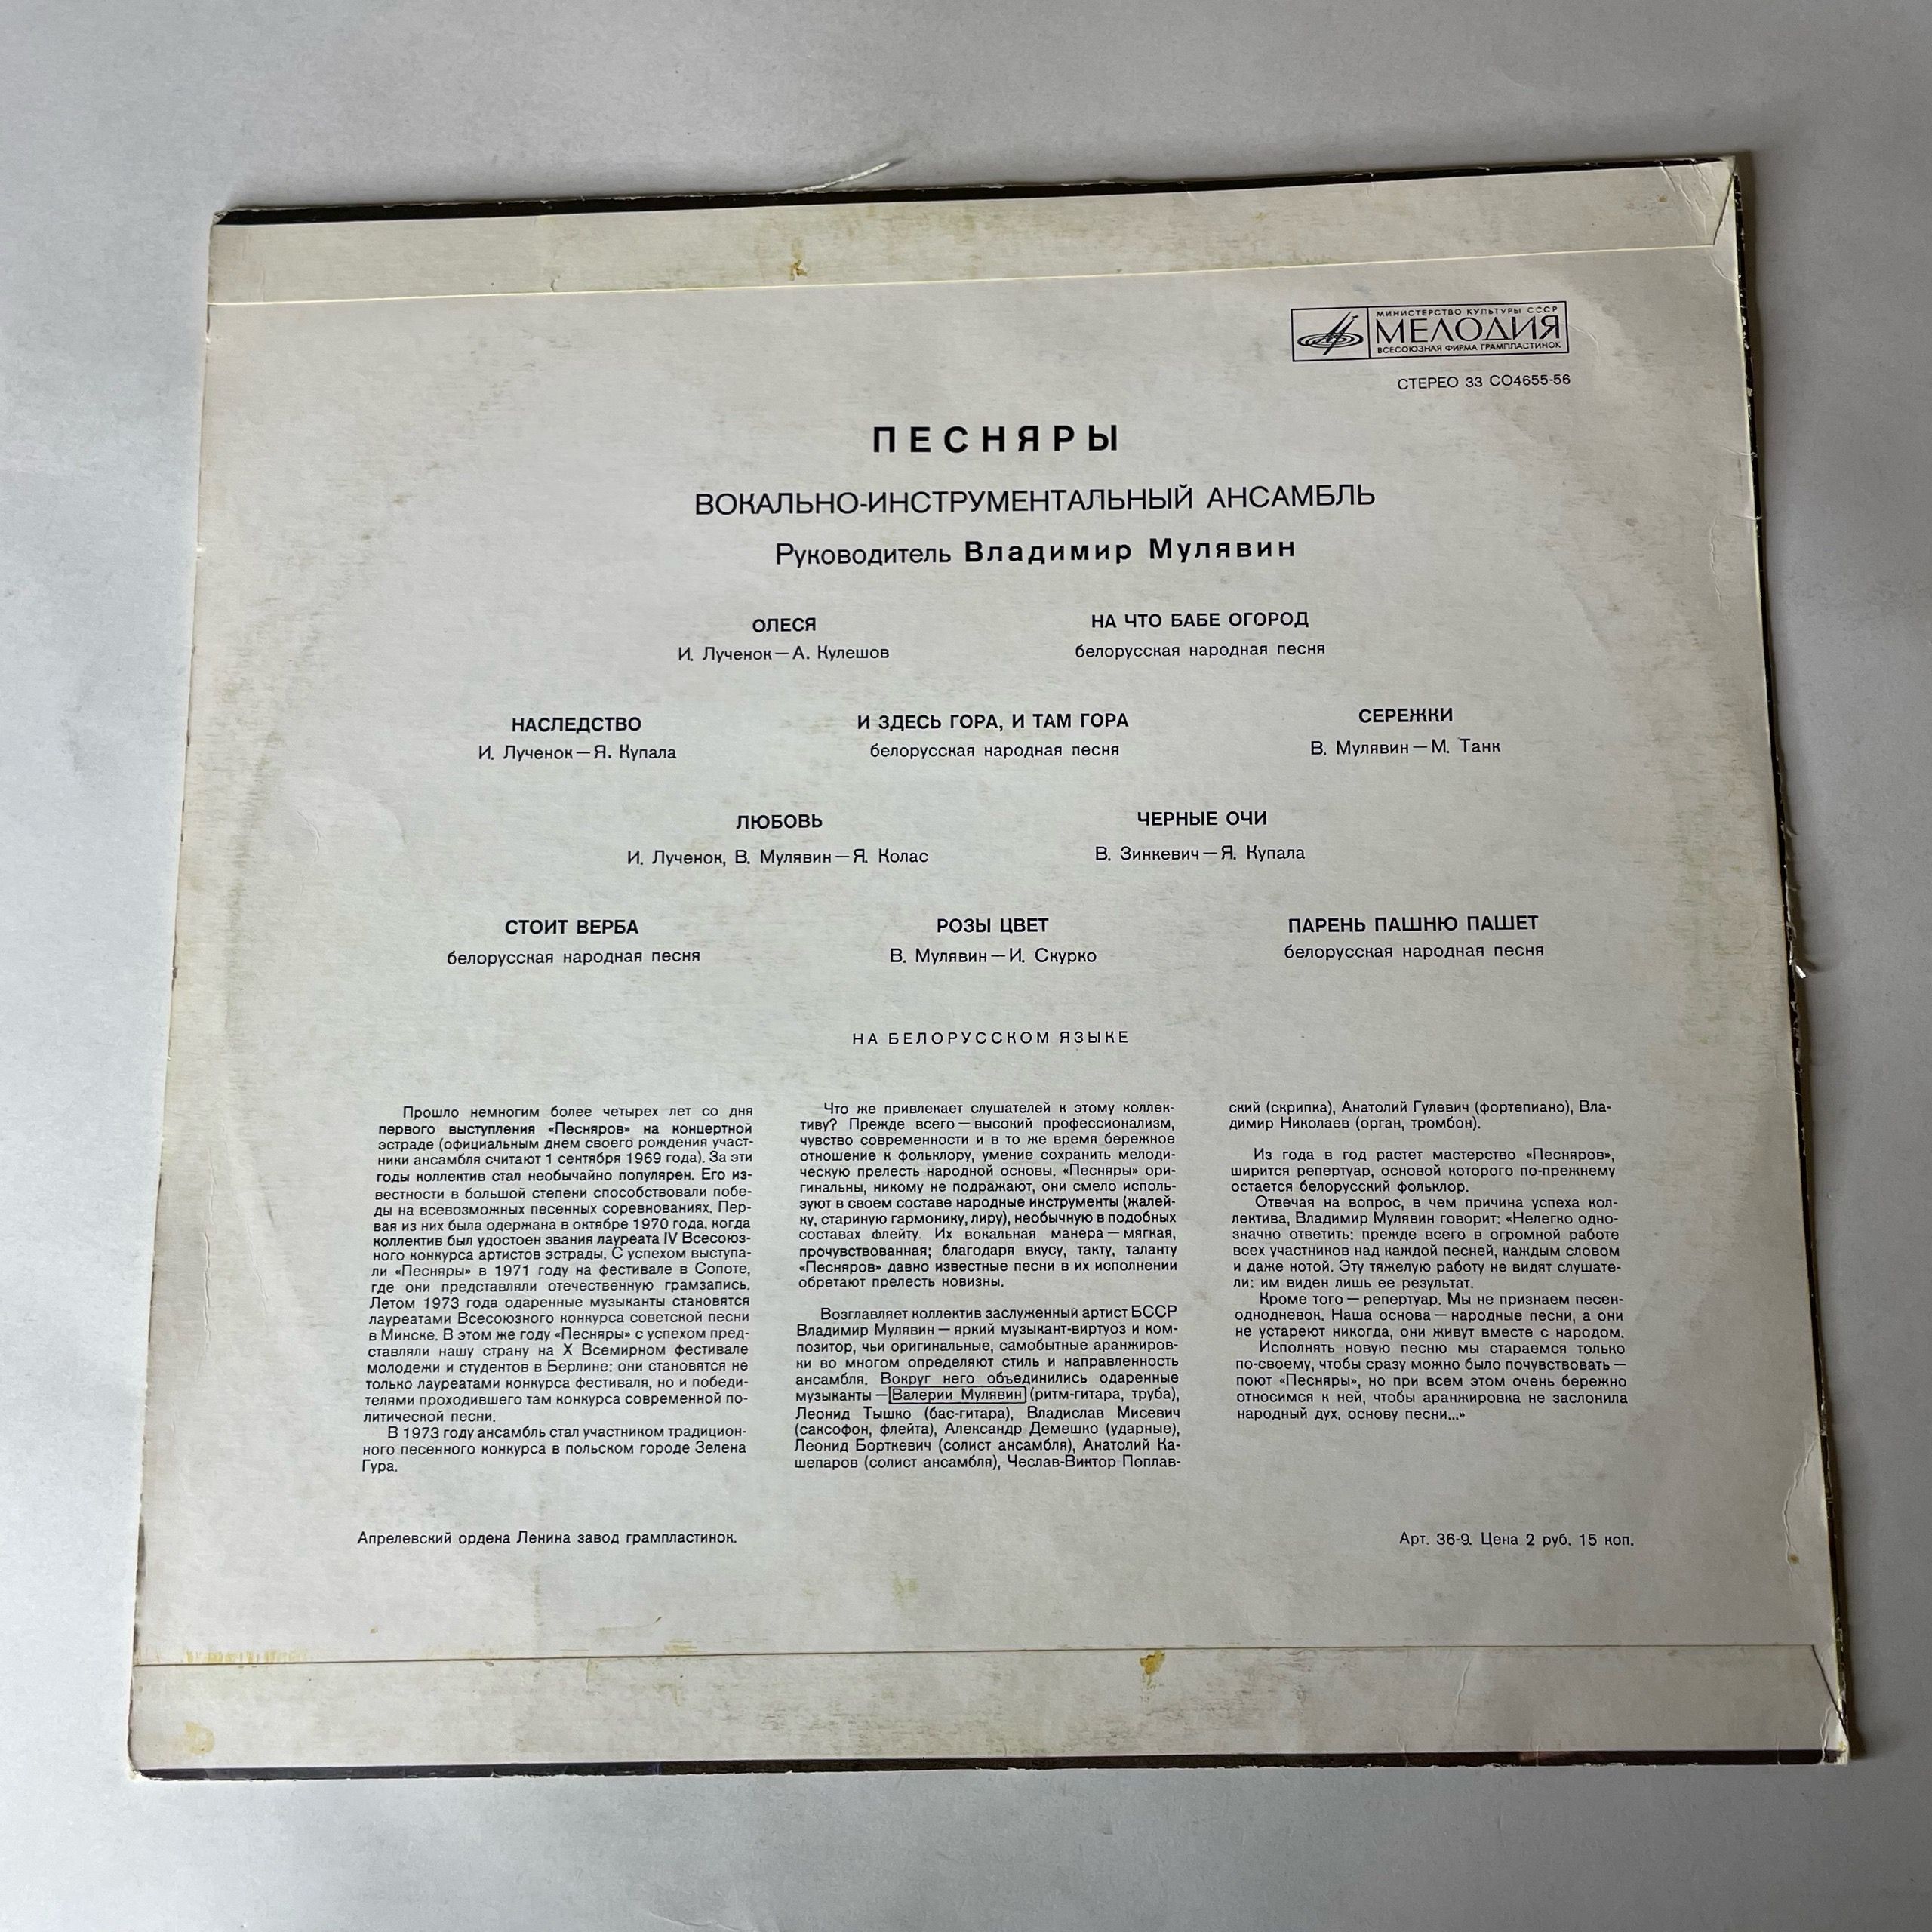 МИНИСТЕРСТВО КУЛЬТУРЫ СССР
МЕЛОДИЯ
ВСЕСОЮЗНАЯ ФИРМА ГРАМПЛАСТИНОК
СТЕРЕО 33 СО4655-56
ПЕСНЯРЫ
ВОКАЛЬНО-ИНСТРУМЕНТАЛЬНЫЙ АНСАМБЛЬ
Руководитель Владимир Мулявин
ОЛЕСЯ
И. Лученок — А. Кулешов
НА ЧТО БАБЕ ОГОРОД
белорусская народная песня
НАСЛЕДСТВО
И. Лученок — Я. Купала
И ЗДЕСЬ ГОРА, И ТАМ ГОРА
белорусская народная песня
СЕРЕЖКИ
В. Мулявин — М. Танк
ЛЮБОВЬ
И. Лученок, В. Мулявин — Я. Колас
ЧЕРНЫЕ ОЧИ
В. Зинкевич — Я. Купала
СТОИТ ВЕРБА
белорусская народная песня
РОЗЫ ЦВЕТ
В. Мулявин — И. Скурко
ПАРЕНЬ ПАШНЮ ПАШЕТ
белорусская народная песня
НА БЕЛОРУССКОМ ЯЗЫКЕ
Прошло немногим более четырех лет со дня
первого выступления «Песняров» на концертной
эстраде (официальным днем своего рождения участ-
ники ансамбля считают 1 сентября 1969 года). За эти
годы коллектив стал необычайно популярен. Его из-
вестности в большой степени способствовали побе-
ды на всевозможных песенных соревнованиях. Пер-
вая из них была одержана в октябре 1970 года, когда
коллектив был удостоен звания лауреата IV Всесоюз-
ного конкурса артистов эстрады. С успехом выступа-
ли «Песняры» в 1971 году на фестивале в Сопоте,
где они представляли отечественную грамзапись.
Летом 1973 года одаренные музыканты становятся
лауреатами Всесоюзного конкурса советской песни
в Минске. В этом же году «Песняры» с успехом пред-
ставляли нашу страну на X Всемирном фестивале
молодежи и студентов в Берлине: они становятся не
только лауреатами конкурса фестиваля, но и победи-
телями проходившего там конкурса современной по-
литической песни.
В 1973 году ансамбль стал участником традицион-
ного песенного конкурса в польском городе Зелена
Гура.
Что же привлекает слушателей к этому коллек-
тиву? Прежде всего — высокий профессионализм,
чувство современности и в то же время бережное
отношение к фольклору, умение сохранить мелоди-
ческую прелесть народной основы. «Песняры» ори-
гинальны, никому не подражают, они смело исполь-
зуют в своем составе народные инструменты (жалей-
ку, стариную гармонику, лиру), необычную в подобных
составах флейту. Их вокальная манера — мягкая,
прочувствованная; благодаря вкусу, такту, таланту
«Песняров» давно известные песни в их исполнении
обретают прелесть новизны.
Возглавляет коллектив заслуженный артист БССР
Владимир Мулявин — яркий музыкант-виртуоз и ком-
позитор, чьи оригинальные, самобытные аранжиров-
ки во многом определяют стиль и направленность
ансамбля. Вокруг него объединились одаренные
музыканты — Валерии Мулявин (ритм-гитара, труба),
Леонид Тышко (бас-гитара), Владислав Мисевич
(саксофон, флейта), Александр Демешко (ударные),
Леонид Борткевич (солист ансамбля), Анатолий Ка-
шепаров (солист ансамбля), Чеслав-Виктор Поплав-
ский (скрипка), Анатолий Гулевич (фортепиано), Вла-
димир Николаев (орган, тромбон).
Из года в год растет мастерство «Песняров»,
ширится репертуар, основой которого по-прежнему
остается белорусский фольклор.
Отвечая на вопрос, в чем причина успеха кол-
лектива, Владимир Мулявин говорит: «Нелегко одно-
значно ответить: прежде всего в огромной работе
всех участников над каждой песней, каждым словом
и даже нотой. Эту тяжелую работу не видят слушате-
ли: им виден лишь ее результат.
Кроме того — репертуар. Мы не признаем песен-
однодневок. Наша основа — народные песни, а они
не устареют никогда, они живут вместе с народом.
Исполнять новую песню мы стараемся только
по-своему, чтобы сразу можно было почувствовать —
поют «Песняры», но при всем этом очень бережно
относимся к ней, чтобы аранжировка не заслонила
народный дух, основу песни...»
Апрелевский ордена Ленина завод грампластинок.
Арт. 36-9. Цена 2 руб. 15 коп.